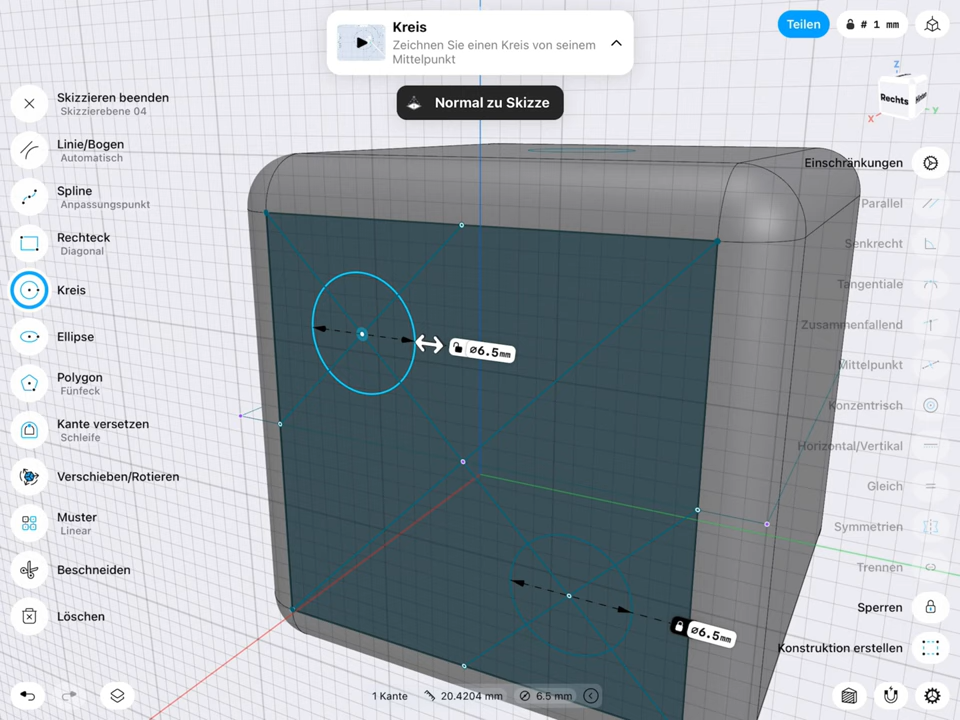 Kreis
Zeichnen Sie einen Kreis von seinem
Mittelpunkt
Teilen
# 1 mm
Normal zu Skizze
Z
Rechts
X
Y
Skizzieren beenden
Skizzierebene 04
Linie/Bogen
Automatisch
Spline
Anpassungspunkt
Rechteck
Diagonal
Kreis
Ellipse
Polygon
Fünfeck
Kante versetzen
Schleife
Verschieben/Rotieren
Muster
Linear
Beschneiden
Löschen
⌀6.5mm
⌀6.5mm
Einschränkungen
Parallel
Senkrecht
Tangentiale
Zusammenfallend
Mittelpunkt
Konzentrisch
Horizontal/Vertikal
Gleich
Symmetrien
Trennen
Sperren
Konstruktion erstellen
1 Kante
20.4204 mm
6.5 mm